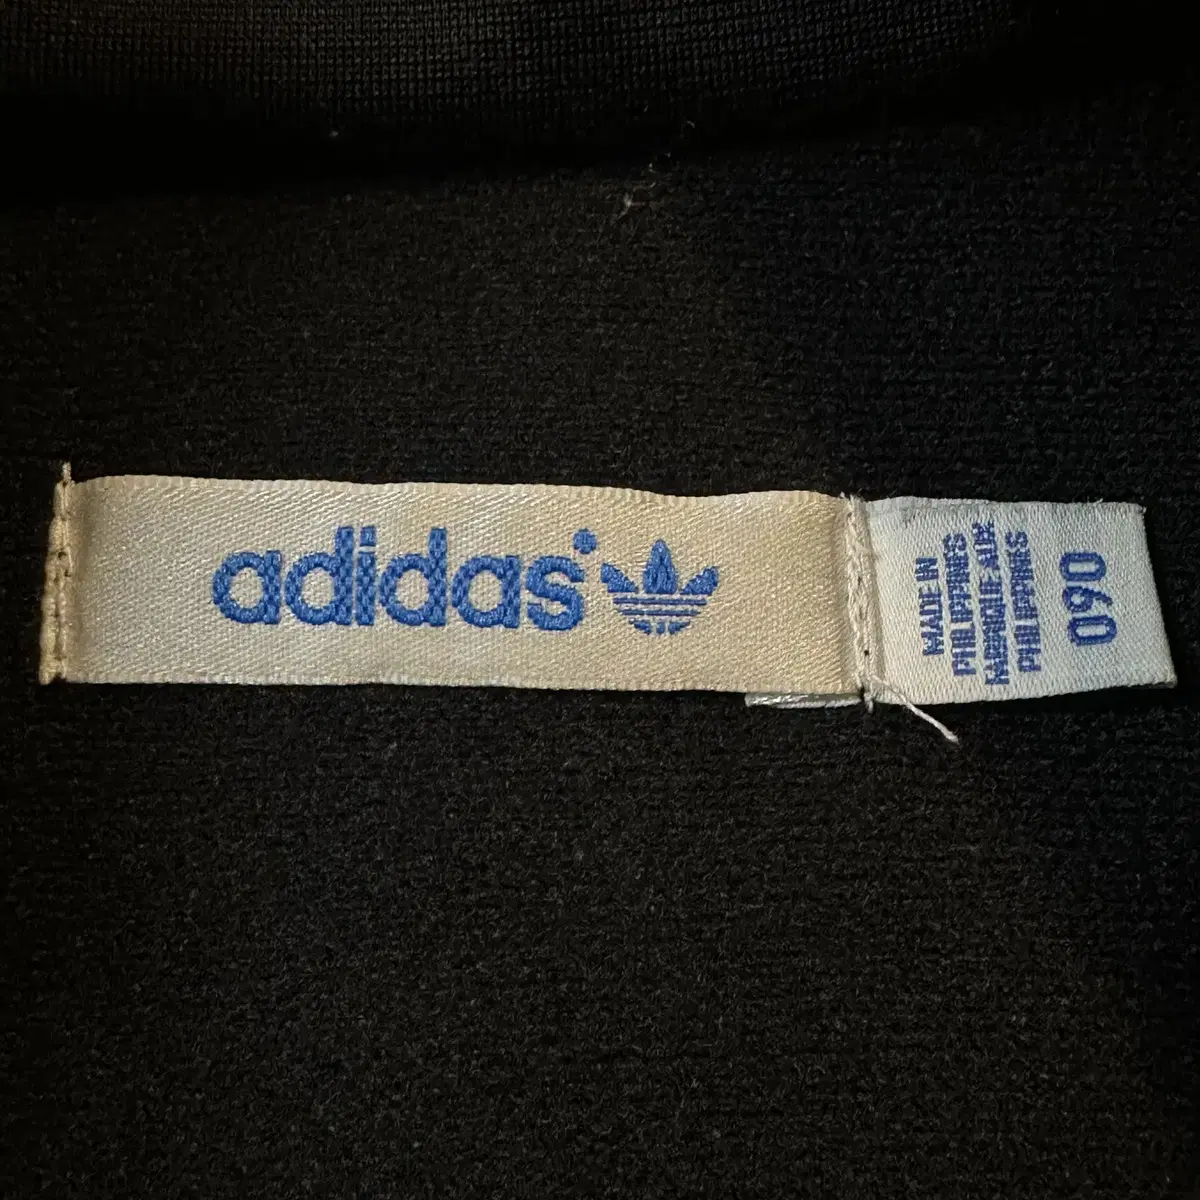 adidas
MADE IN
PHILIPPINES
FABRIQUE AUX
PHILIPPINES
090